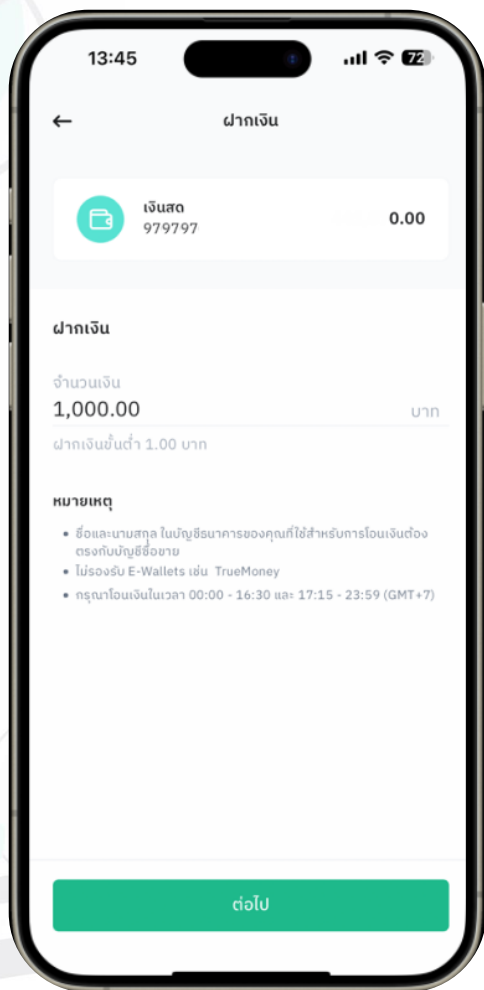 13:45
72
ฝากเงิน
เงินสด
979797
0.00
ฝากเงิน
จำนวนเงิน
1,000.00
บาท
ฝากเงินขั้นต่ำ 1.00 บาท
หมายเหตุ
• ชื่อและนามสกุล ในบัญชีธนาคารของคุณที่ใช้สำหรับการโอนเงินต้อง
ตรงกับบัญชีซื้อขาย
• ไม่รองรับ E-Wallets เช่น TrueMoney
• กรุณาโอนเงินในเวลา 00:00 - 16:30 และ 17:15 - 23:59 (GMT+7)
ต่อไป